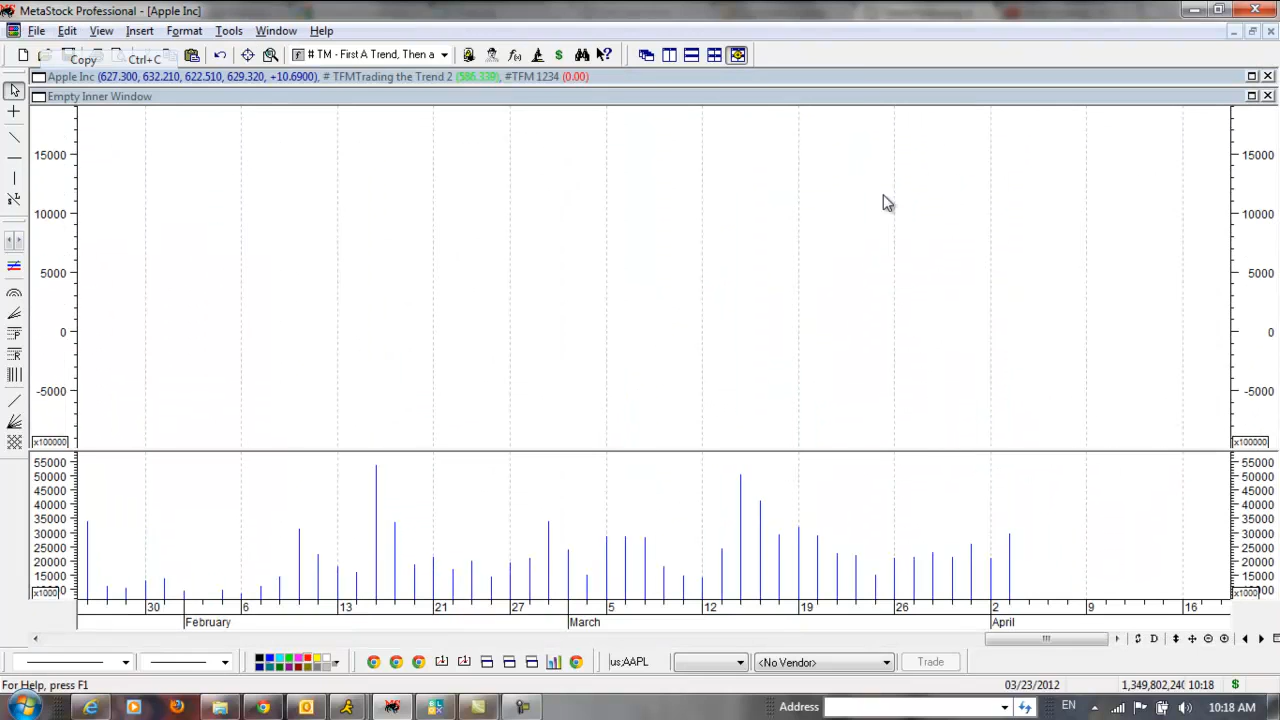 MetaStock Professional - [Apple Inc]
File Edit View Insert Format Tools Window Help
# TM - First A Trend, Then a
Copy Ctrl+C
Apple Inc (627.300, 632.210, 622.510, 629.320, +10.6900), # TFMTrading the Trend 2 (586.339), #TFM 1234 (0.00)
Empty Inner Window
15000 15000
10000 10000
5000 5000
0 0
-5000 -5000
x100000 x100000
55000 55000
50000 50000
45000 45000
40000 40000
35000 35000
30000 30000
25000 25000
20000 20000
15000 15000
x1000 x1000
30 6 13 21 27 5 12 19 26 2 9 16
February March April
us:AAPL <No Vendor> Trade
For Help, press F1 03/23/2012 10:18
Address EN 10:18 AM